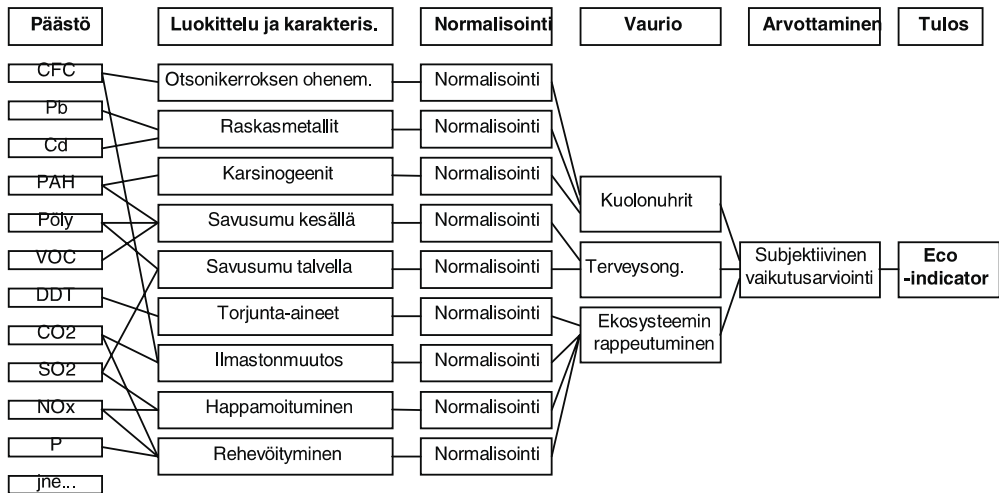 Päästö
Luokittelu ja karakteris.
Normalisointi
Vaurio
Arvottaminen
Tulos
CFC
Pb
Cd
PAH
Pöly
VOC
DDT
CO2
SO2
NOx
P
jne...
Otsonikerroksen ohenem.
Raskasmetallit
Karsinogeenit
Savusumu kesällä
Savusumu talvella
Torjunta-aineet
Ilmastonmuutos
Happamoituminen
Rehevöityminen
Normalisointi
Normalisointi
Normalisointi
Normalisointi
Normalisointi
Normalisointi
Normalisointi
Normalisointi
Normalisointi
Kuolonuhrit
Terveysong.
Ekosysteemin
rappeutuminen
Subjektiivinen
vaikutusarviointi
Eco
-indicator